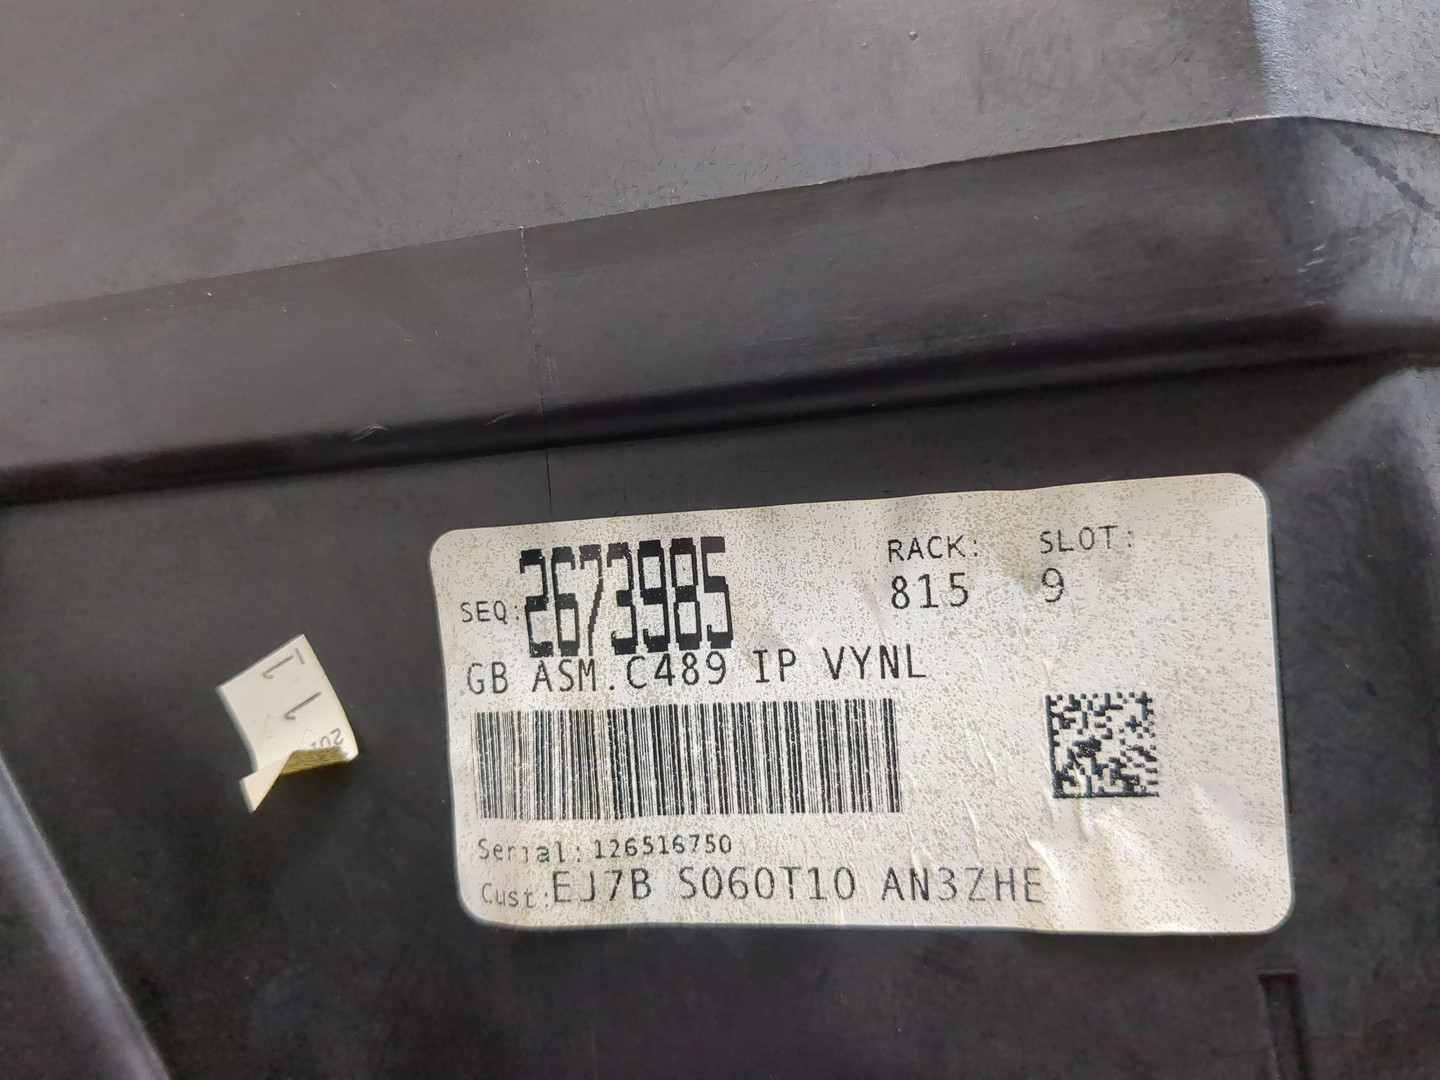 SEQ: 2673985
RACK: SLOT:
815 9
GB ASM.C489 IP VYNL
Serial: 126516750
Cust: EJ7B S060T10 AN3ZHE